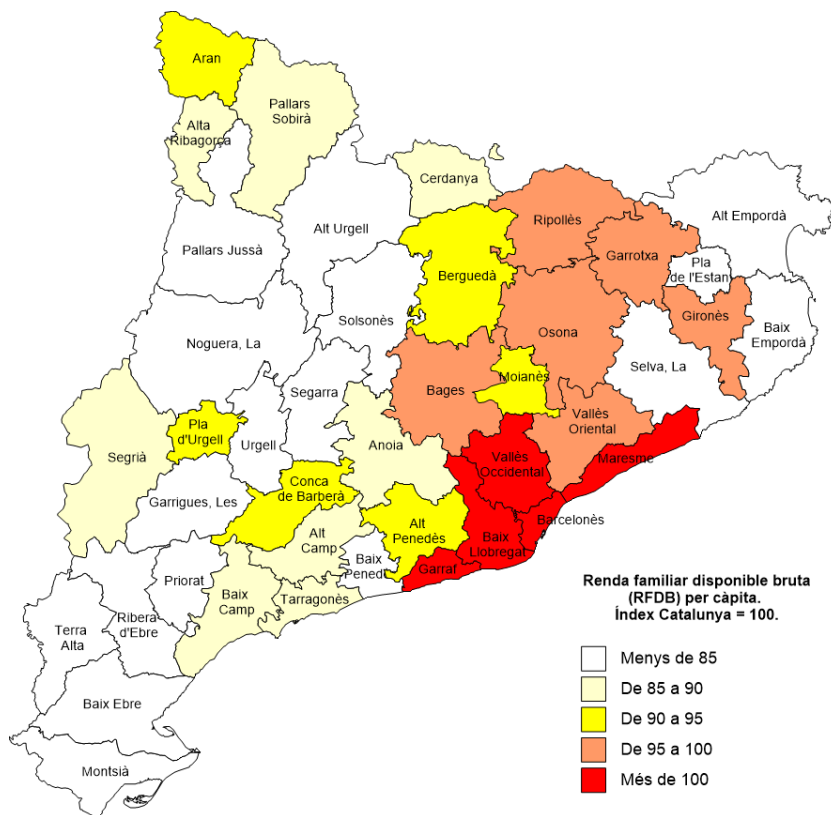 Aran
Pallars
Sobirà
Alta
Ribagorça
Cerdanya
Alt Urgell
Ripollès
Alt Empordà
Pallars Jussà
Garrotxa
Pla
de l'Estan
Berguedà
Gironès
Solsonès
Osona
Baix
Empordà
Noguera, La
Selva, La
Moianès
Segarra
Bages
Vallès
Oriental
Pla
d'Urgell
Urgell
Anoia
Segrià
Vallès
Occidental
Maresme
Conca
de Barberà
Garrigues, Les
Barcelonès
Alt
Penedès
Alt
Camp
Baix
Llobregat
Baix
Pened
Garraf
Priorat
Baix
Camp
Tarragonès
Ribera
d'Ebre
Terra
Alta
Baix Ebre
Montsià
Renda familiar disponible bruta
(RFDB) per càpita.
Índex Catalunya = 100.
Menys de 85
De 85 a 90
De 90 a 95
De 95 a 100
Més de 100